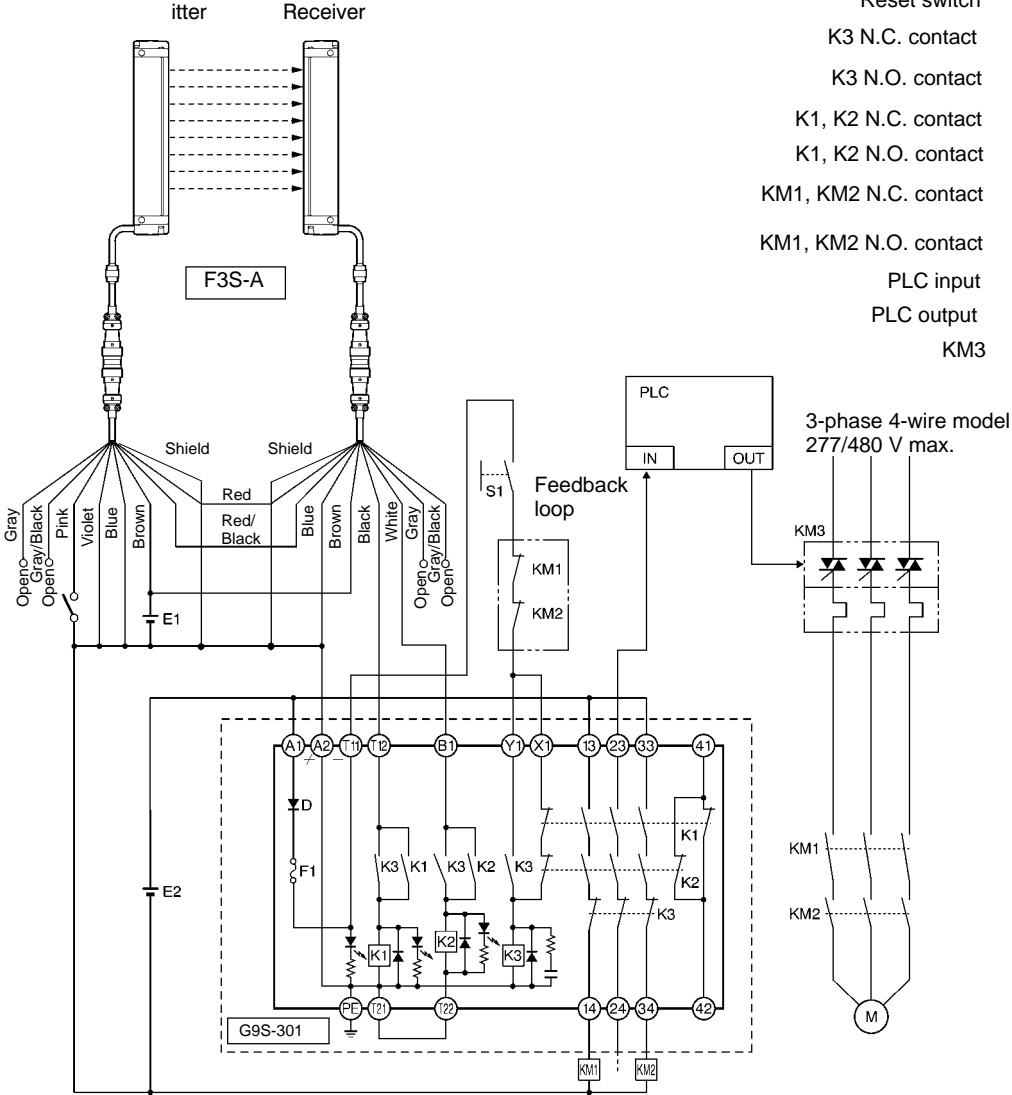 itter Receiver
Reset switch
K3 N.C. contact
K3 N.O. contact
K1, K2 N.C. contact
K1, K2 N.O. contact
KM1, KM2 N.C. contact
KM1, KM2 N.O. contact
PLC input
PLC output
KM3
F3S-A
PLC
IN OUT
3-phase 4-wire model
277/480 V max.
Shield Shield
S1
Feedback
loop
Red
Red/
Black
Gray
Gray/Black
Pink
Violet
Blue
Brown
Blue
Brown
Black
White
Gray
Gray/Black
Open
Open
Open
Open
KM3
KM1
KM2
E1
A1 A2 T11 T12 B1 Y1 X1 13 23 33 41
+ −
D
K1
F1
K3 K1 K3 K2 K3
K2
KM1
E2
K3
KM2
K1 K2 K3
PE T21 T22 14 24 34 42
M
G9S-301
KM1 KM2